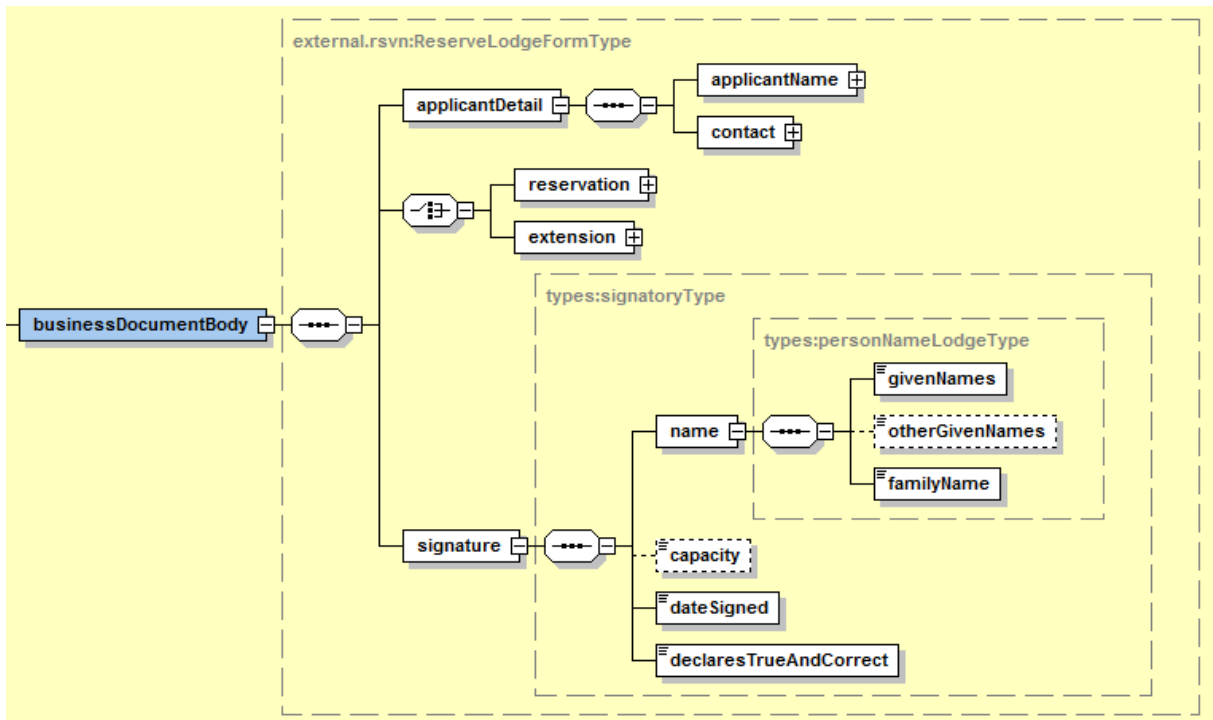 external.rsvn:ReserveLodgeFormType
applicantDetail
applicantName
contact
reservation
extension
types:signatoryType
businessDocumentBody
types:personNameLodgeType
givenNames
name
otherGivenNames
familyName
signature
capacity
dateSigned
declaresTrueAndCorrect